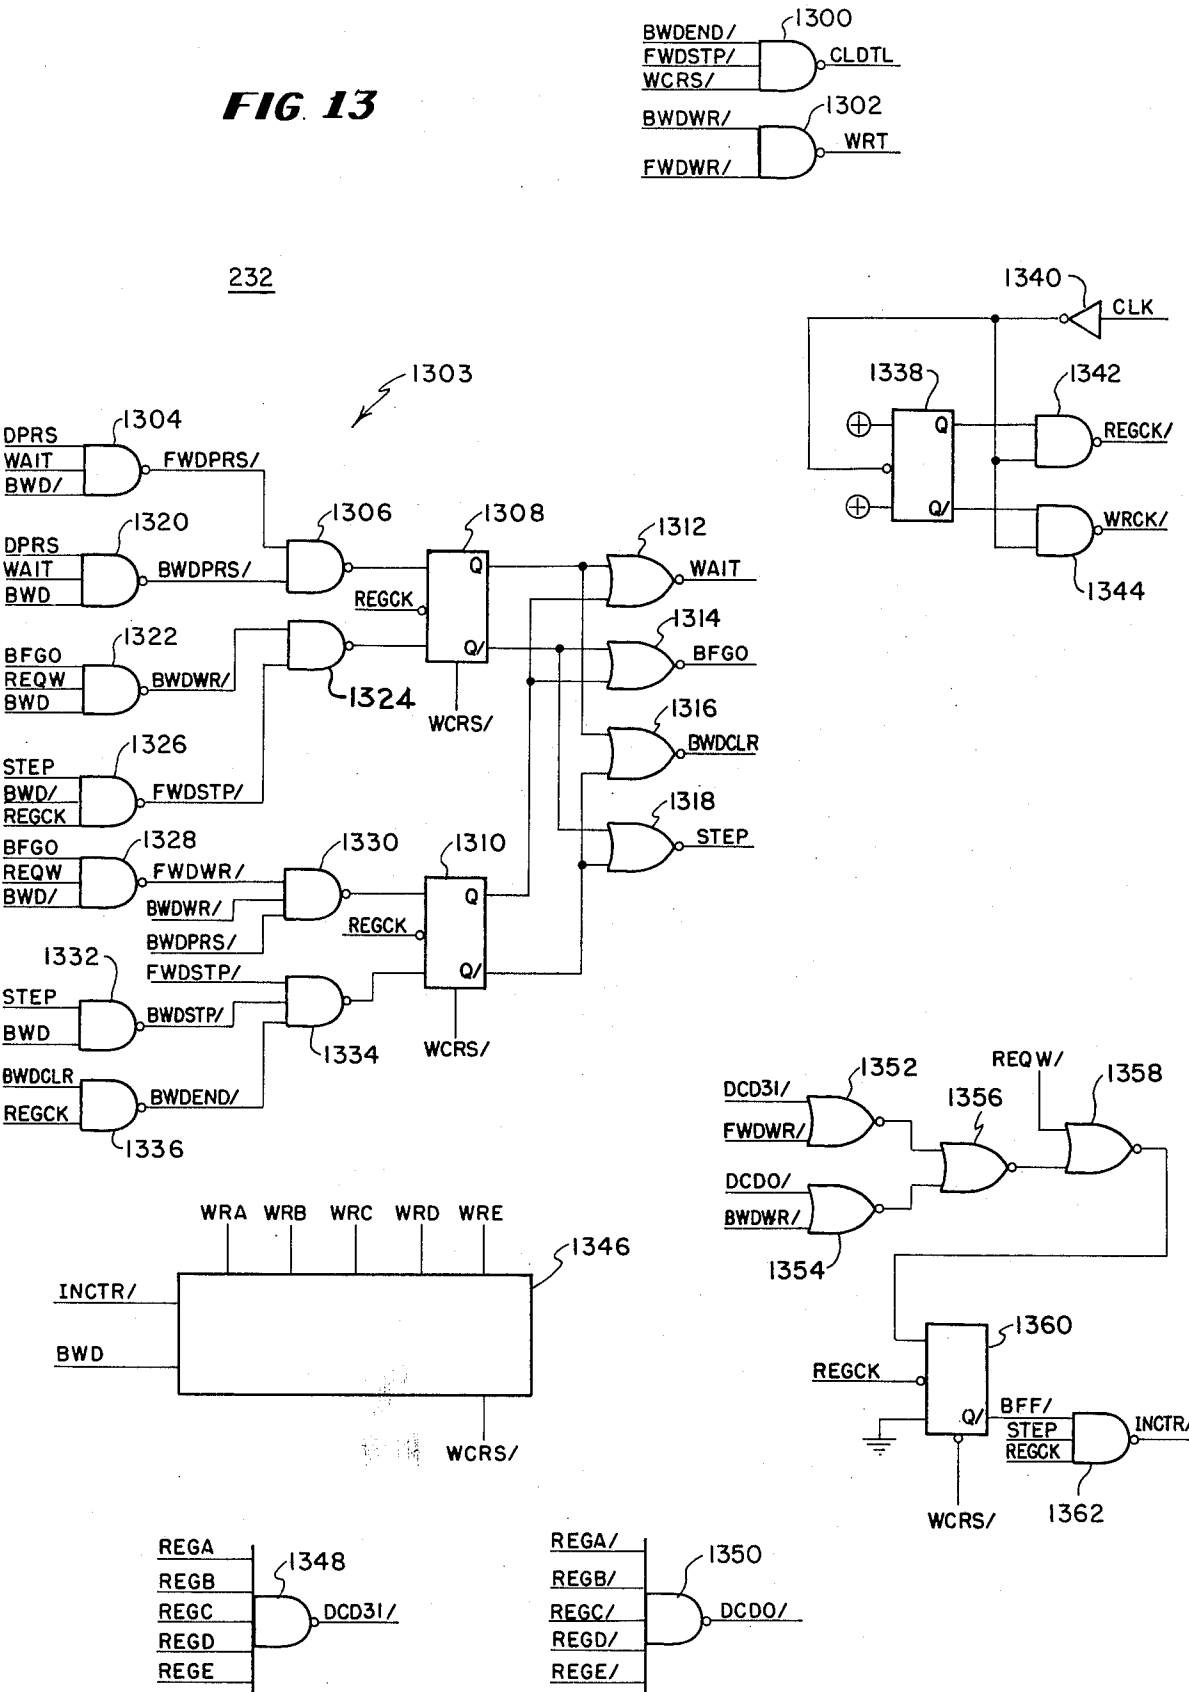 FIG. 13
BWDEND/
FWDSTP/
WCRS/
1300
CLDTL
BWDWR/
FWDWR/
1302
WRT
232
1303
1340
CLK
1338
Q
Q/
1342
REGCK/
WRCK/
1344
DPRS
WAIT
BWD/
1304
FWDPRS/
DPRS
WAIT
BWD
1320
BWDPRS/
1306
BFGO
REQW
BWD
1322
BWDWR/
1324
STEP
BWD/
REGCK
1326
FWDSTP/
1308
Q
REGCK
Q/
WCRS/
1312
WAIT
1314
BFGO
1316
BWDCLR
1318
STEP
BFGO
REQW
BWD/
1328
FWDWR/
BWDWR/
BWDPRS/
1330
1310
Q
REGCK
Q/
WCRS/
1332
STEP
BWD
FWDSTP/
BWDSTP/
1334
BWDCLR
REGCK
BWDEND/
1336
DCD31/
FWDWR/
1352
DCD0/
BWDWR/
1354
1356
REQW/
1358
WRA WRB WRC WRD WRE
1346
INCTR/
BWD
WCRS/
1360
REGCK
Q/
BFF/
STEP
REGCK
INCTR/
1362
WCRS/
REGA
REGB
REGC
REGD
REGE
1348
DCD31/
REGA/
REGB/
REGC/
REGD/
REGE/
1350
DCD0/